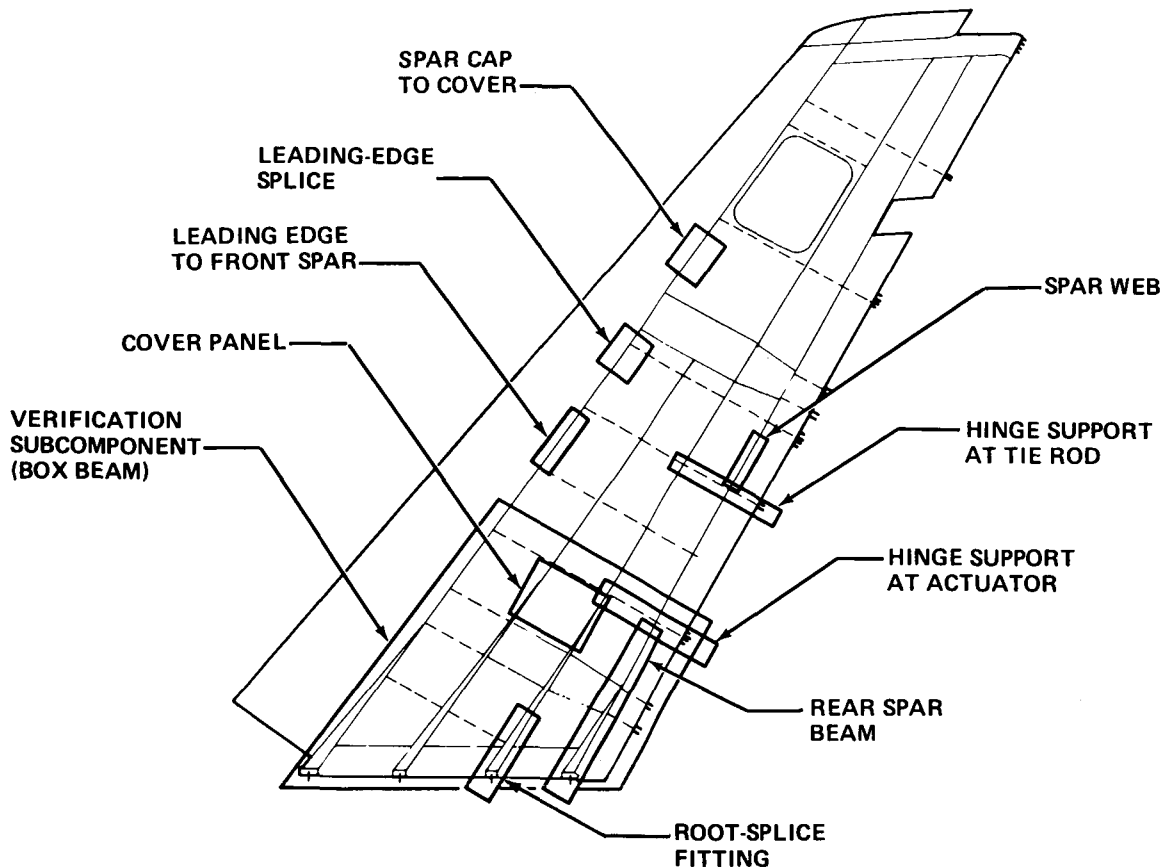 SPAR CAP
TO COVER
LEADING-EDGE
SPLICE
LEADING EDGE
TO FRONT SPAR
COVER PANEL
VERIFICATION
SUBCOMPONENT
(BOX BEAM)
SPAR WEB
HINGE SUPPORT
AT TIE ROD
HINGE SUPPORT
AT ACTUATOR
REAR SPAR
BEAM
ROOT-SPLICE
FITTING